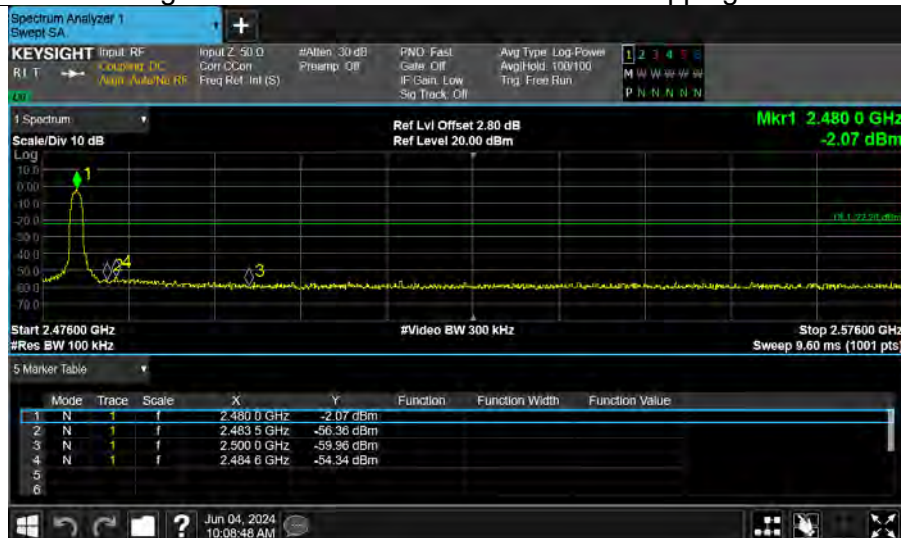 Spectrum Analyzer 1
Swept SA
+
KEYSIGHT Input: RF
RLT
Coupling: DC
Align: Auto/No RF
Input Z: 50 Ω
Corr CCorr
Freq Ref: Int (S)
#Atten: 30 dB
Preamp: Off
PNO: Fast
Gate: Off
IF Gain: Low
Sig Track: Off
Avg Type: Log-Power
Avg|Hold: 100/100
Trig: Free Run
1 2 3 4 5 6
M W W W W W
P N N N N N
1 Spectrum
Scale/Div 10 dB
Ref Lvl Offset 2.80 dB
Ref Level 20.00 dBm
Mkr1 2.480 0 GHz
-2.07 dBm
Log
10.0
0.00
-10.0
-20.0
-30.0
-40.0
-50.0
-60.0
-70.0
1
2 4
3
Start 2.47600 GHz
#Res BW 100 kHz
#Video BW 300 kHz
Stop 2.57600 GHz
Sweep 9.60 ms (1001 pts)
5 Marker Table
Mode Trace Scale X Y Function Function Width Function Value
1 N 1 f 2.480 0 GHz -2.07 dBm
2 N 1 f 2.483 5 GHz -56.36 dBm
3 N 1 f 2.500 0 GHz -59.96 dBm
4 N 1 f 2.484 6 GHz -54.34 dBm
5
6
?
Jun 04, 2024
10:08:48 AM